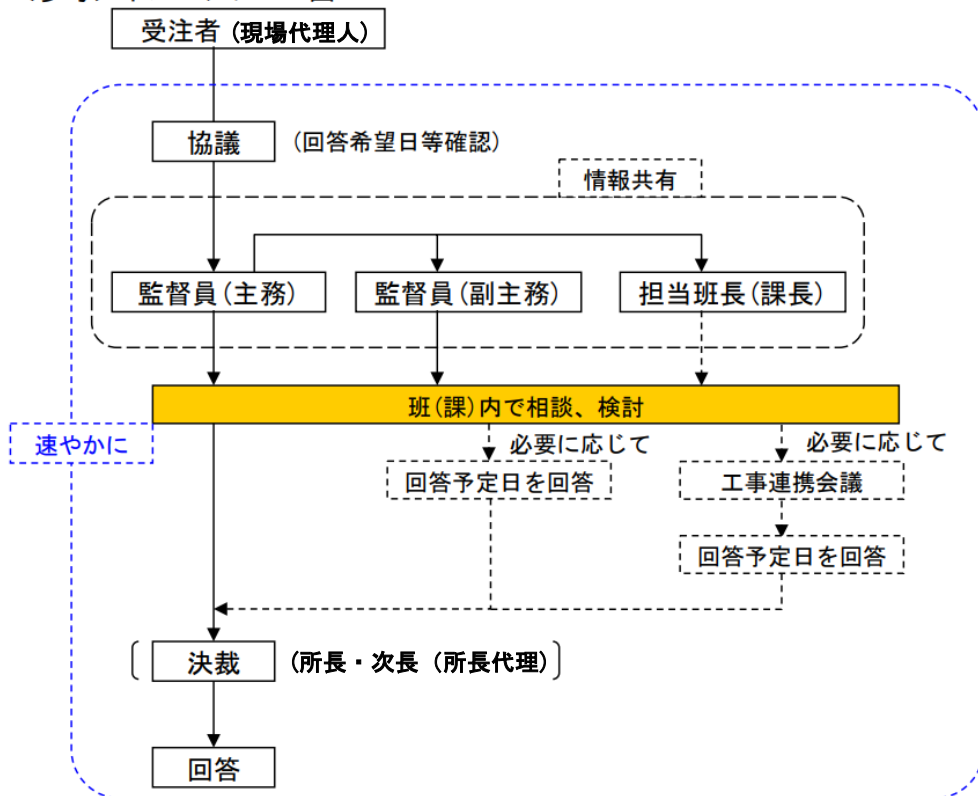 受注者 (現場代理人)
協議 (回答希望日等確認)
情報共有
監督員(主務)
監督員(副主務)
担当班長(課長)
班(課)内で相談、検討
速やかに
必要に応じて
必要に応じて
回答予定日を回答
工事連携会議
回答予定日を回答
決裁 (所長・次長(所長代理)
回答